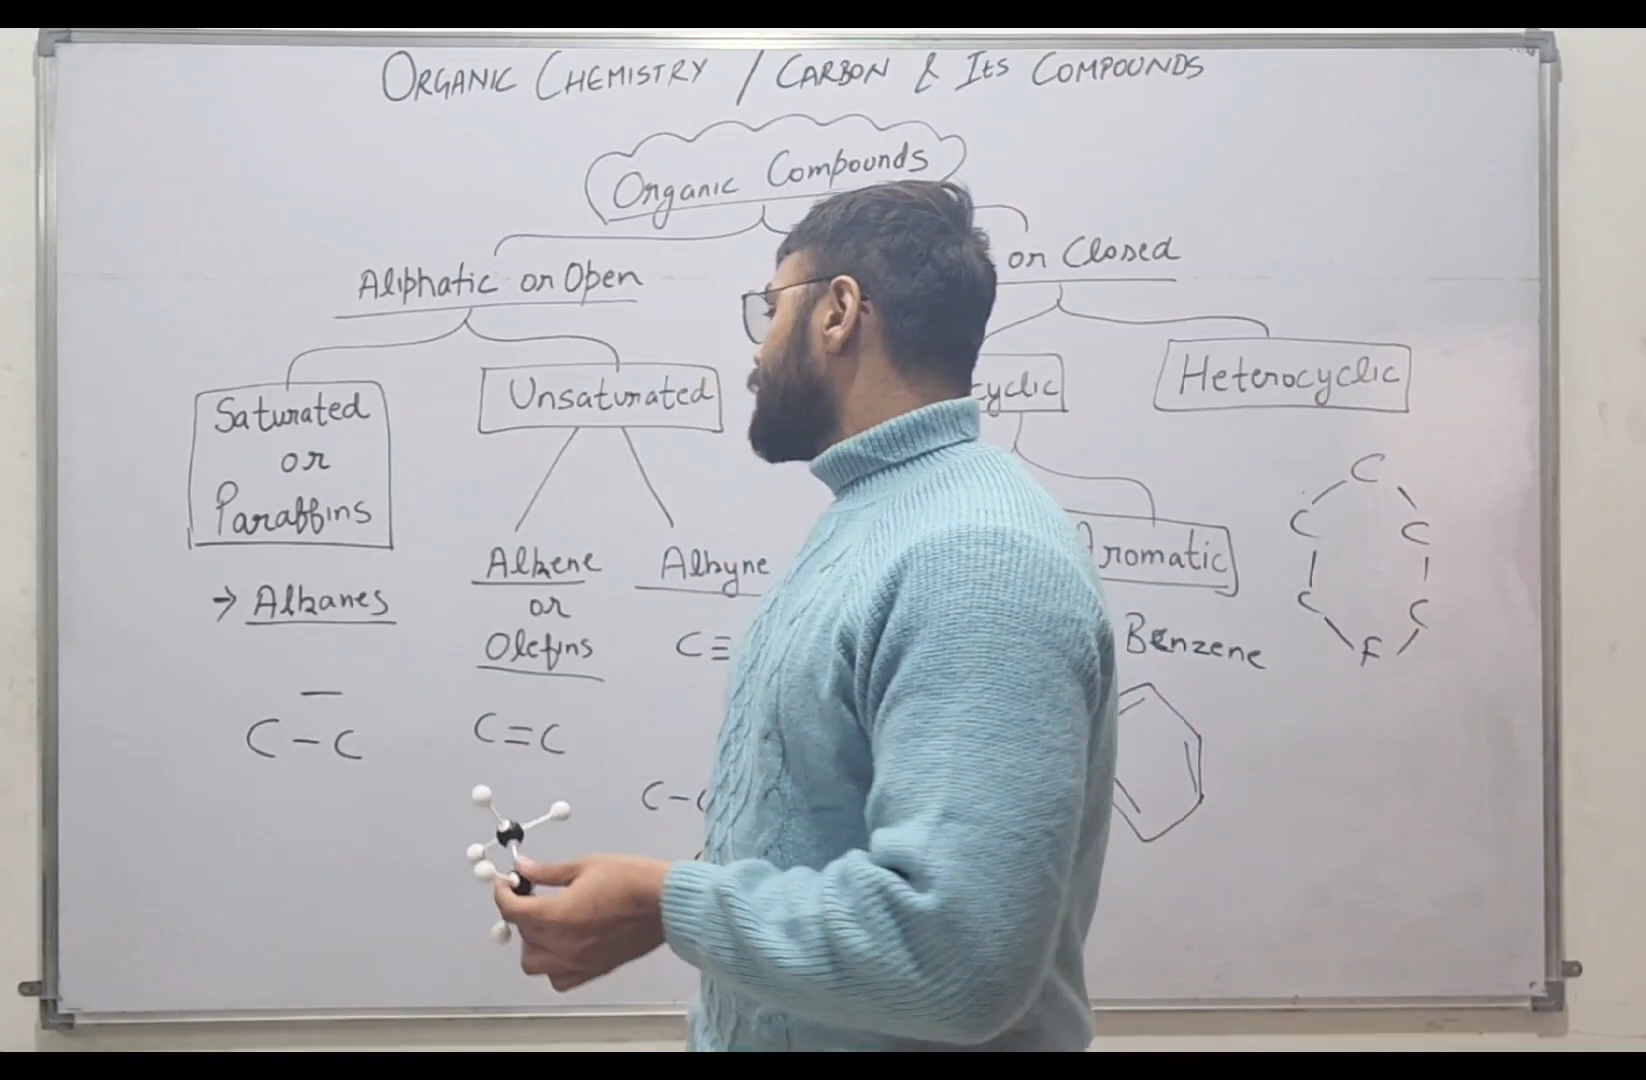 ORGANIC CHEMISTRY / CARBON & ITS COMPOUNDS
Organic Compounds
Aliphatic or Open
or Closed
Saturated
or
Paraffins
Unsaturated
cyclic
Heterocyclic
→ Alkanes
Alkene
or
Olefins
Alkyne
Aromatic
Benzene
—
C – C
C = C
C ≡
C –
C
C C
C C
F